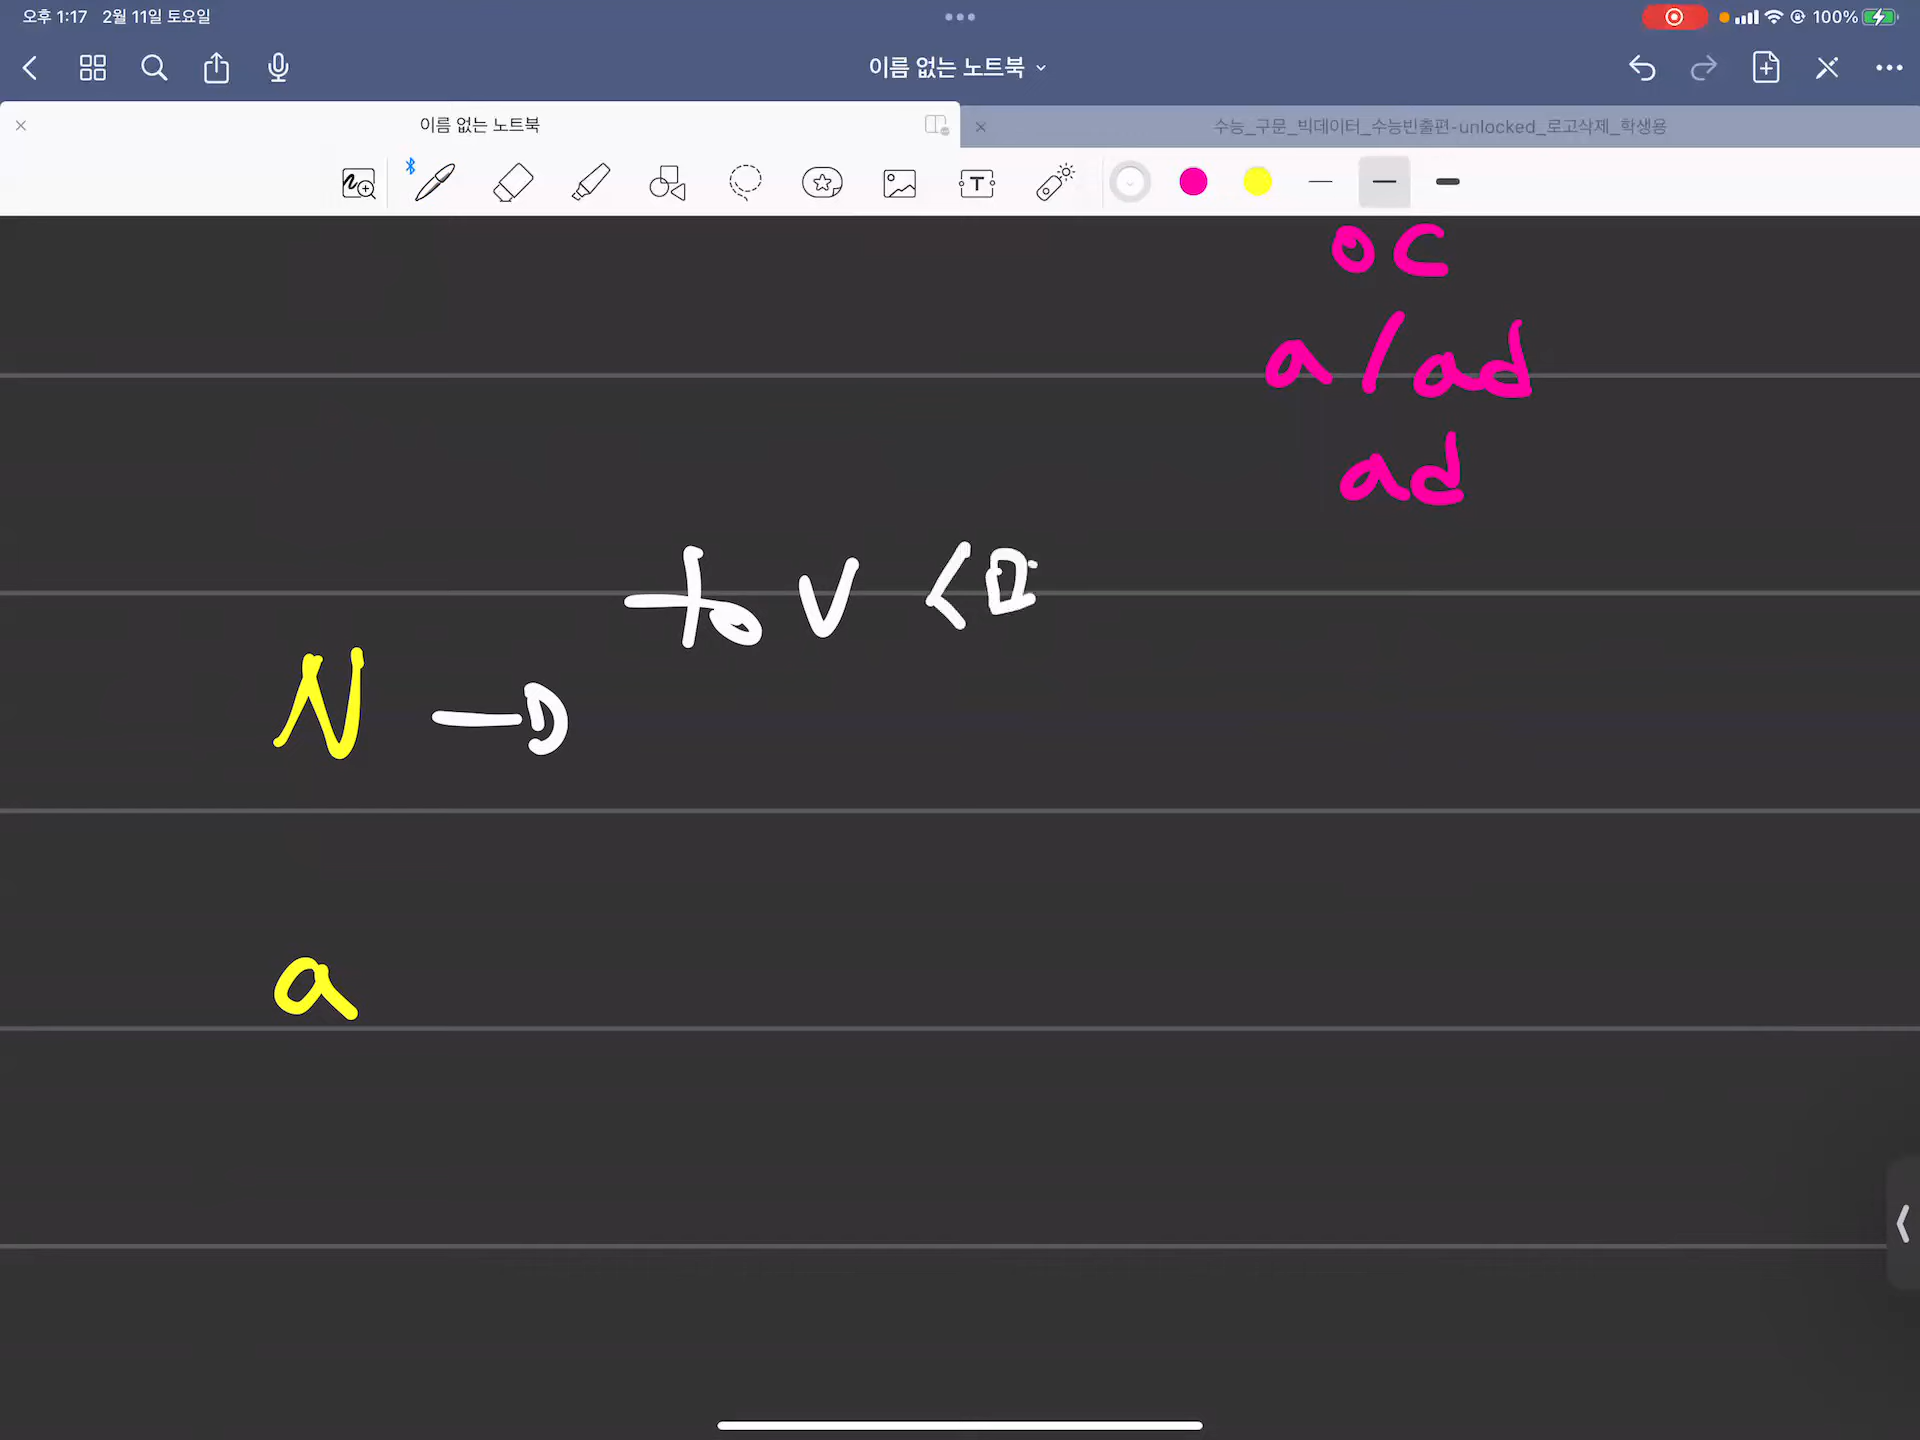 오후 1:17 2월 11일 토요일
100%
이름 없는 노트북
이름 없는 노트북
수능_구문_빅데이터_수능빈출편-unlocked_로고삭제_학생용
T
OC
a/ad
ad
to V <
N →
a